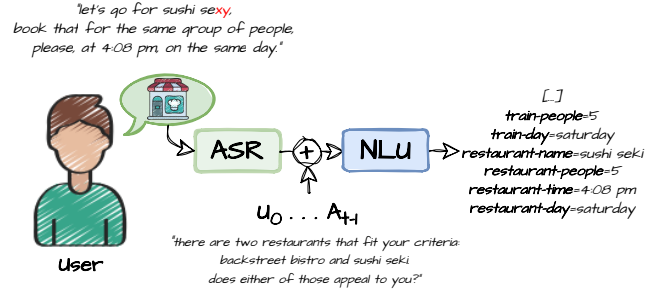 "let's go for sushi sexy,
book that for the same group of people,
please, at 4:08 pm, on the same day."
ASR
+
NLU
[...]
train-people=5
train-day=saturday
restaurant-name=sushi seki
restaurant-people=5
restaurant-time=4:08 pm
restaurant-day=saturday
U0 . . . At-1
"there are two restaurants that fit your criteria:
backstreet bistro and sushi seki.
does either of those appeal to you?"
User